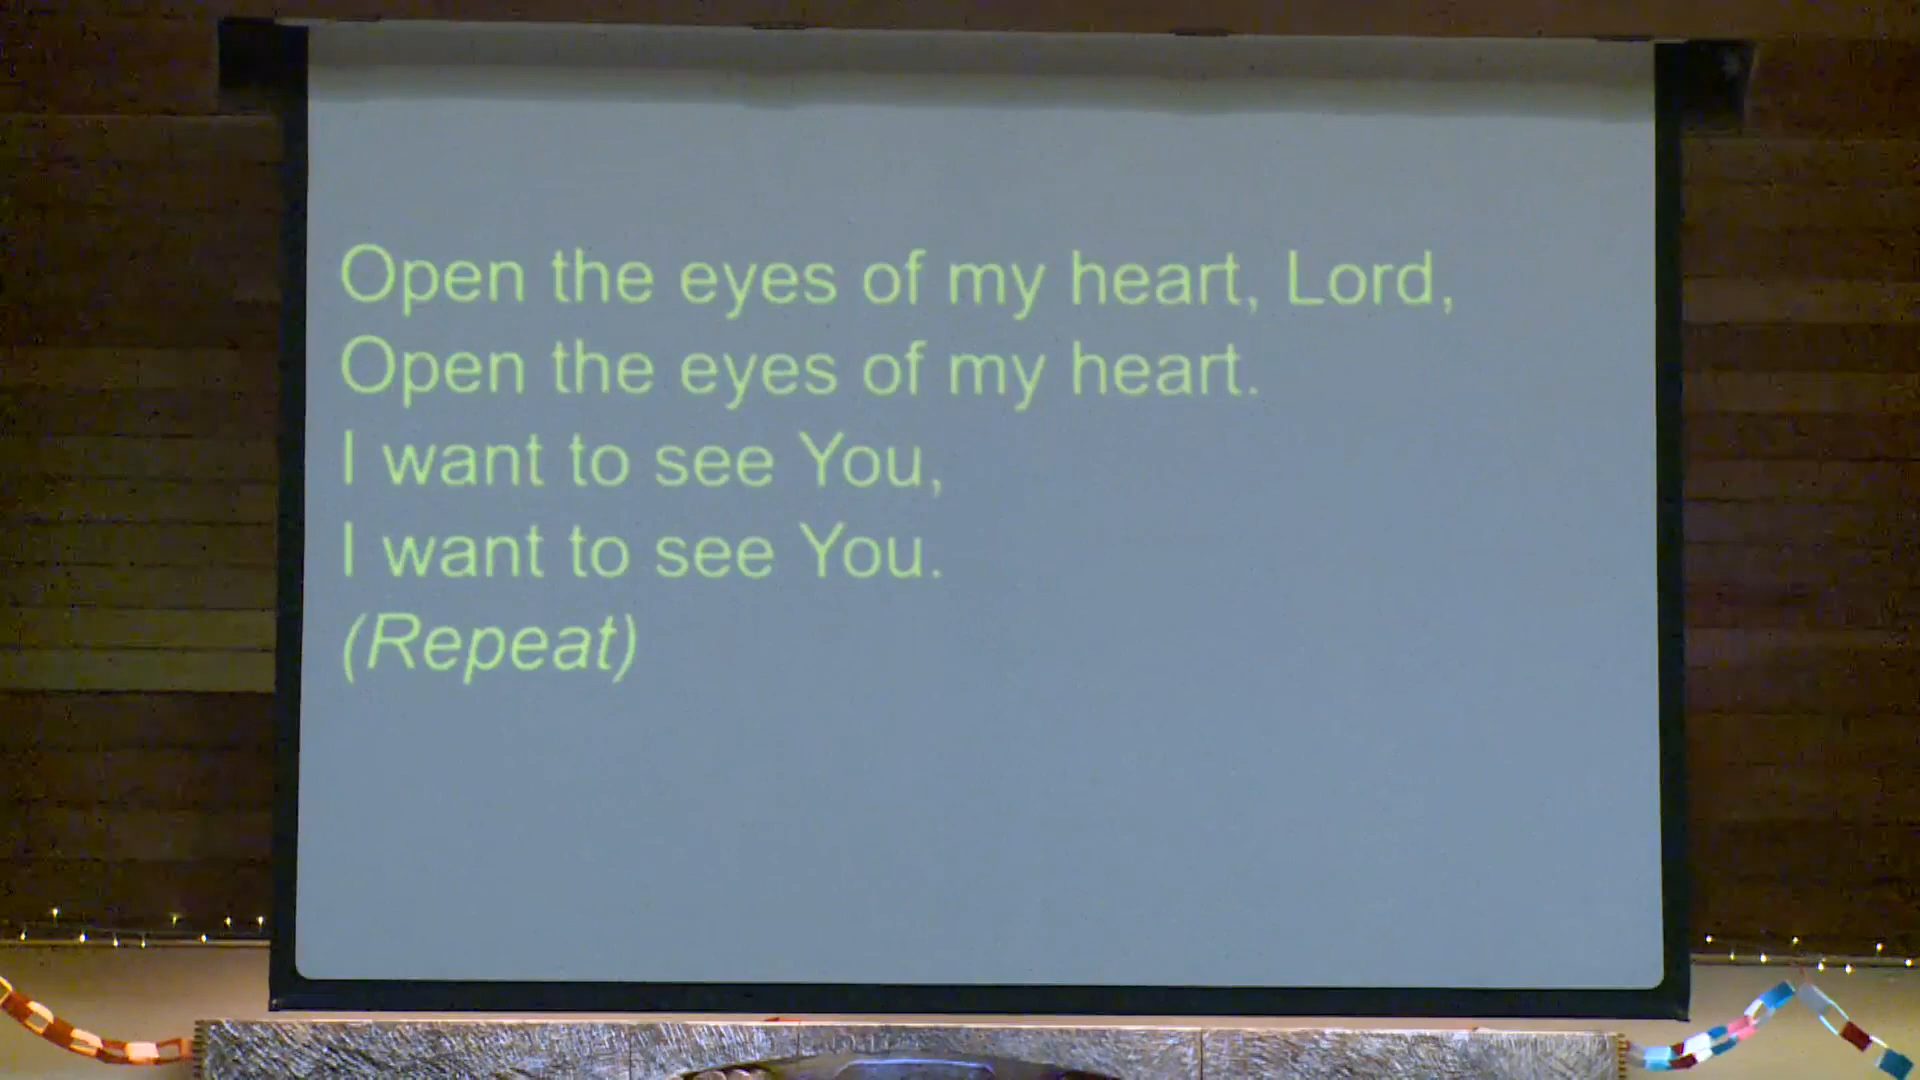 Open the eyes of my heart, Lord,
Open the eyes of my heart.
I want to see You,
I want to see You.
(Repeat)